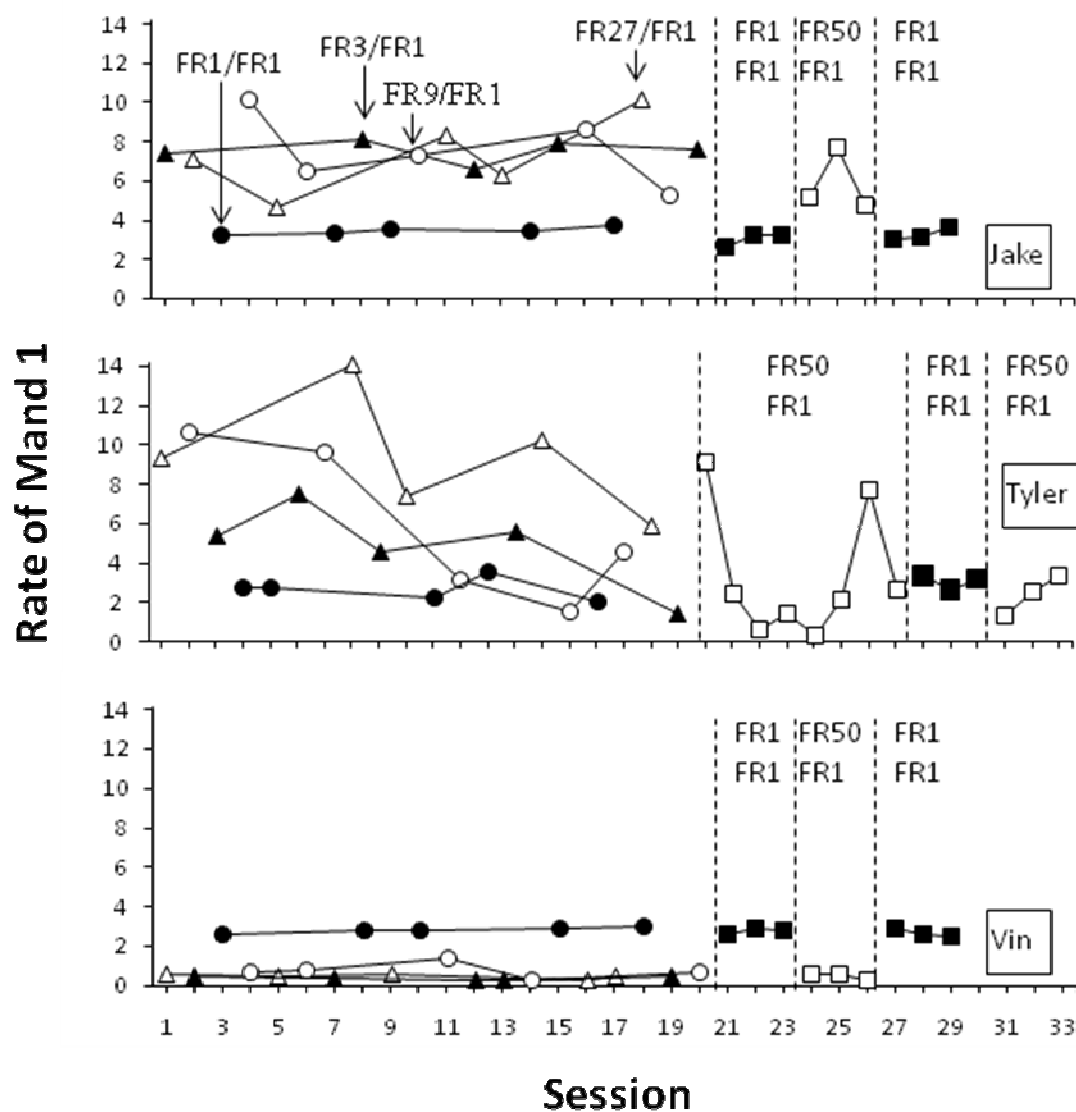 Rate of Mand 1
14
12
10
8
6
4
2
0
FR1/FR1
FR3/FR1
FR9/FR1
FR27/FR1
FR1 FR50 FR1
FR1 FR1 FR1
Jake
14
12
10
8
6
4
2
0
FR50 FR1 FR50
FR1 FR1 FR1
Tyler
14
12
10
8
6
4
2
0
FR1 FR50 FR1
FR1 FR1 FR1
Vin
1 3 5 7 9 11 13 15 17 19 21 23 25 27 29 31 33
Session